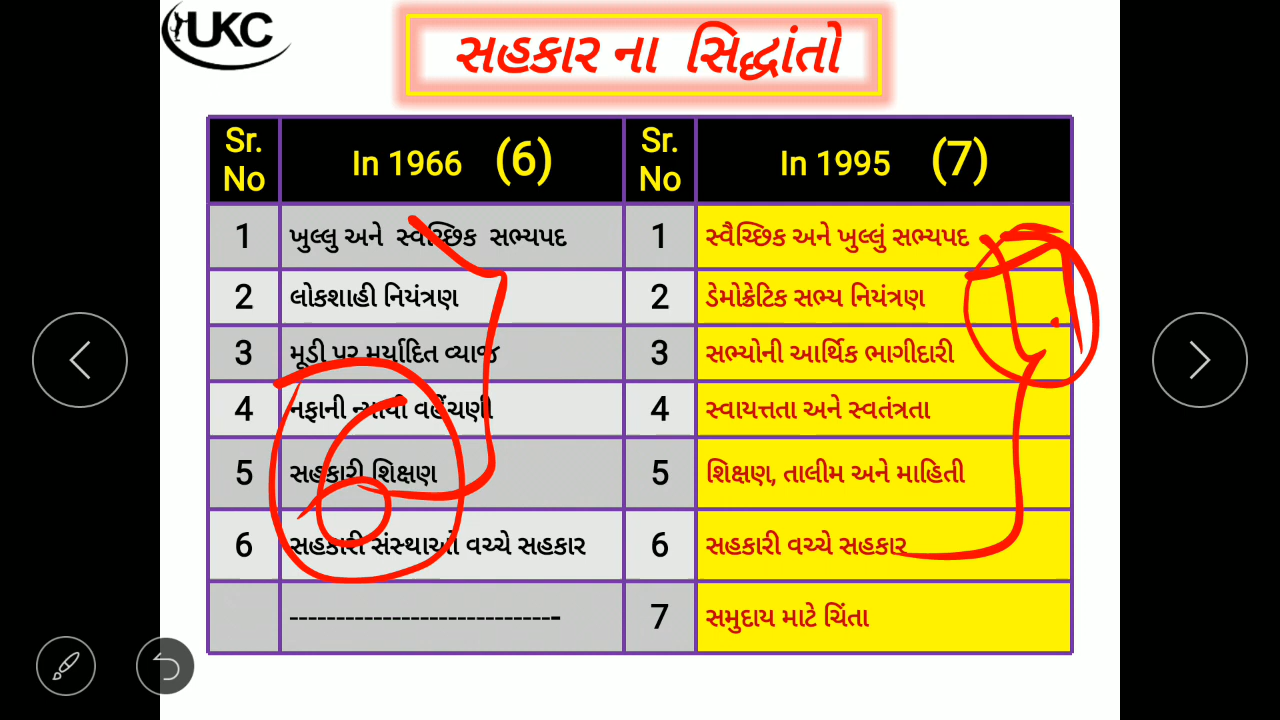 UKC
સહકાર ના સિદ્ધાંતો
Sr. No In 1966 (6) Sr. No In 1995 (7)
1 ખુલ્લુ અને સ્વૈચ્છિક સભ્યપદ 1 સ્વૈચ્છિક અને ખુલ્લું સભ્યપદ
2 લોકશાહી નિયંત્રણ 2 ડેમોક્રેટિક સભ્ય નિયંત્રણ
3 મૂડી પર મર્યાદિત વ્યાજ 3 સભ્યોની આર્થિક ભાગીદારી
4 નફાની ન્યાયી વહેંચણી 4 સ્વાયત્તતા અને સ્વતંત્રતા
5 સહકારી શિક્ષણ 5 શિક્ષણ, તાલીમ અને માહિતી
6 સહકારી સંસ્થાઓ વચ્ચે સહકાર 6 સહકારી વચ્ચે સહકાર
----------------------------- 7 સમુદાય માટે ચિંતા
6
7